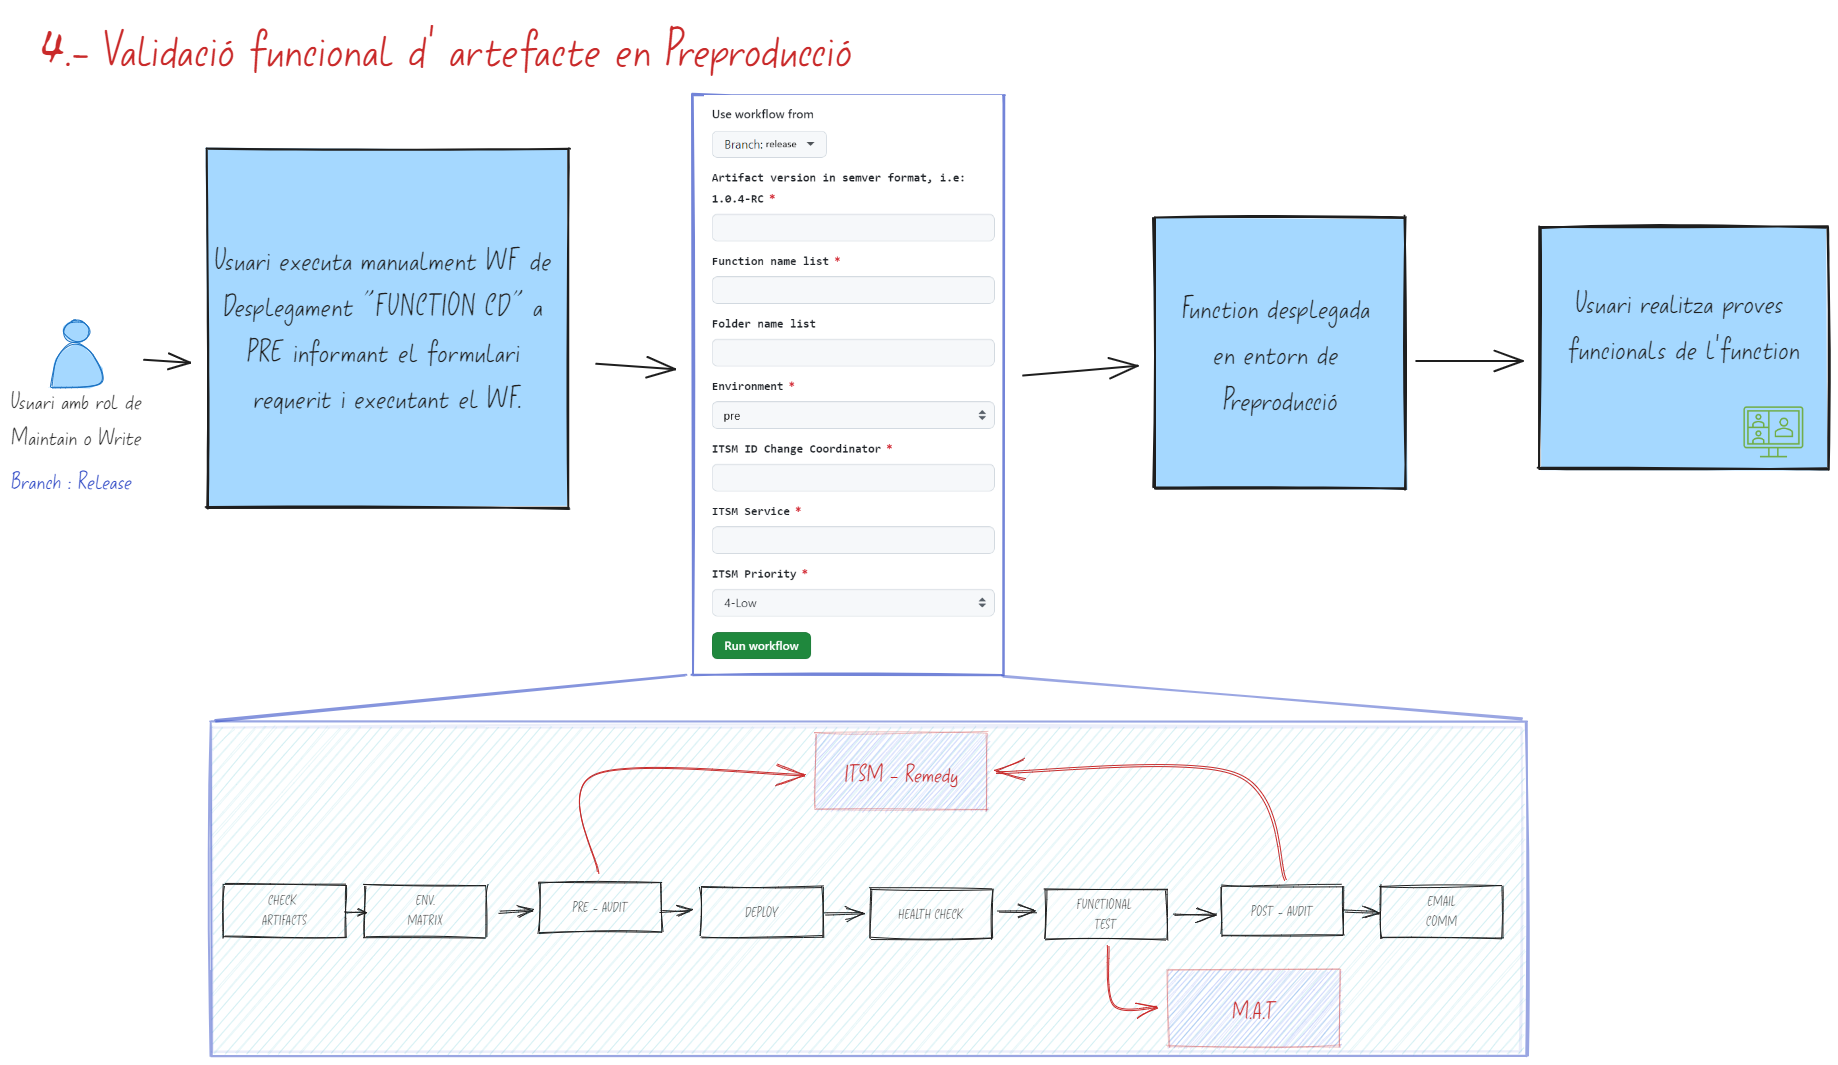 4.- Validació funcional d' artefacte en Preproducció
Usuari amb rol de
Maintain o Write
Branch : Release
Usuari executa manualment WF de
Desplegament "FUNCTION CD" a
PRE informant el formulari
requerit i executant el WF.
Use workflow from
Branch: release
Artifact version in semver format, i.e:
1.0.4-RC *
Function name list *
Folder name list
Environment *
pre
ITSM ID Change Coordinator *
ITSM Service *
ITSM Priority *
4-Low
Run workflow
Function desplegada
en entorn de
Preproducció
Usuari realitza proves
funcionals de l'function
ITSM - Remedy
CHECK
ARTIFACTS
ENV.
MATRIX
PRE - AUDIT
DEPLOY
HEALTH CHECK
FUNCTIONAL
TEST
POST - AUDIT
EMAIL
COMM
M.A.T